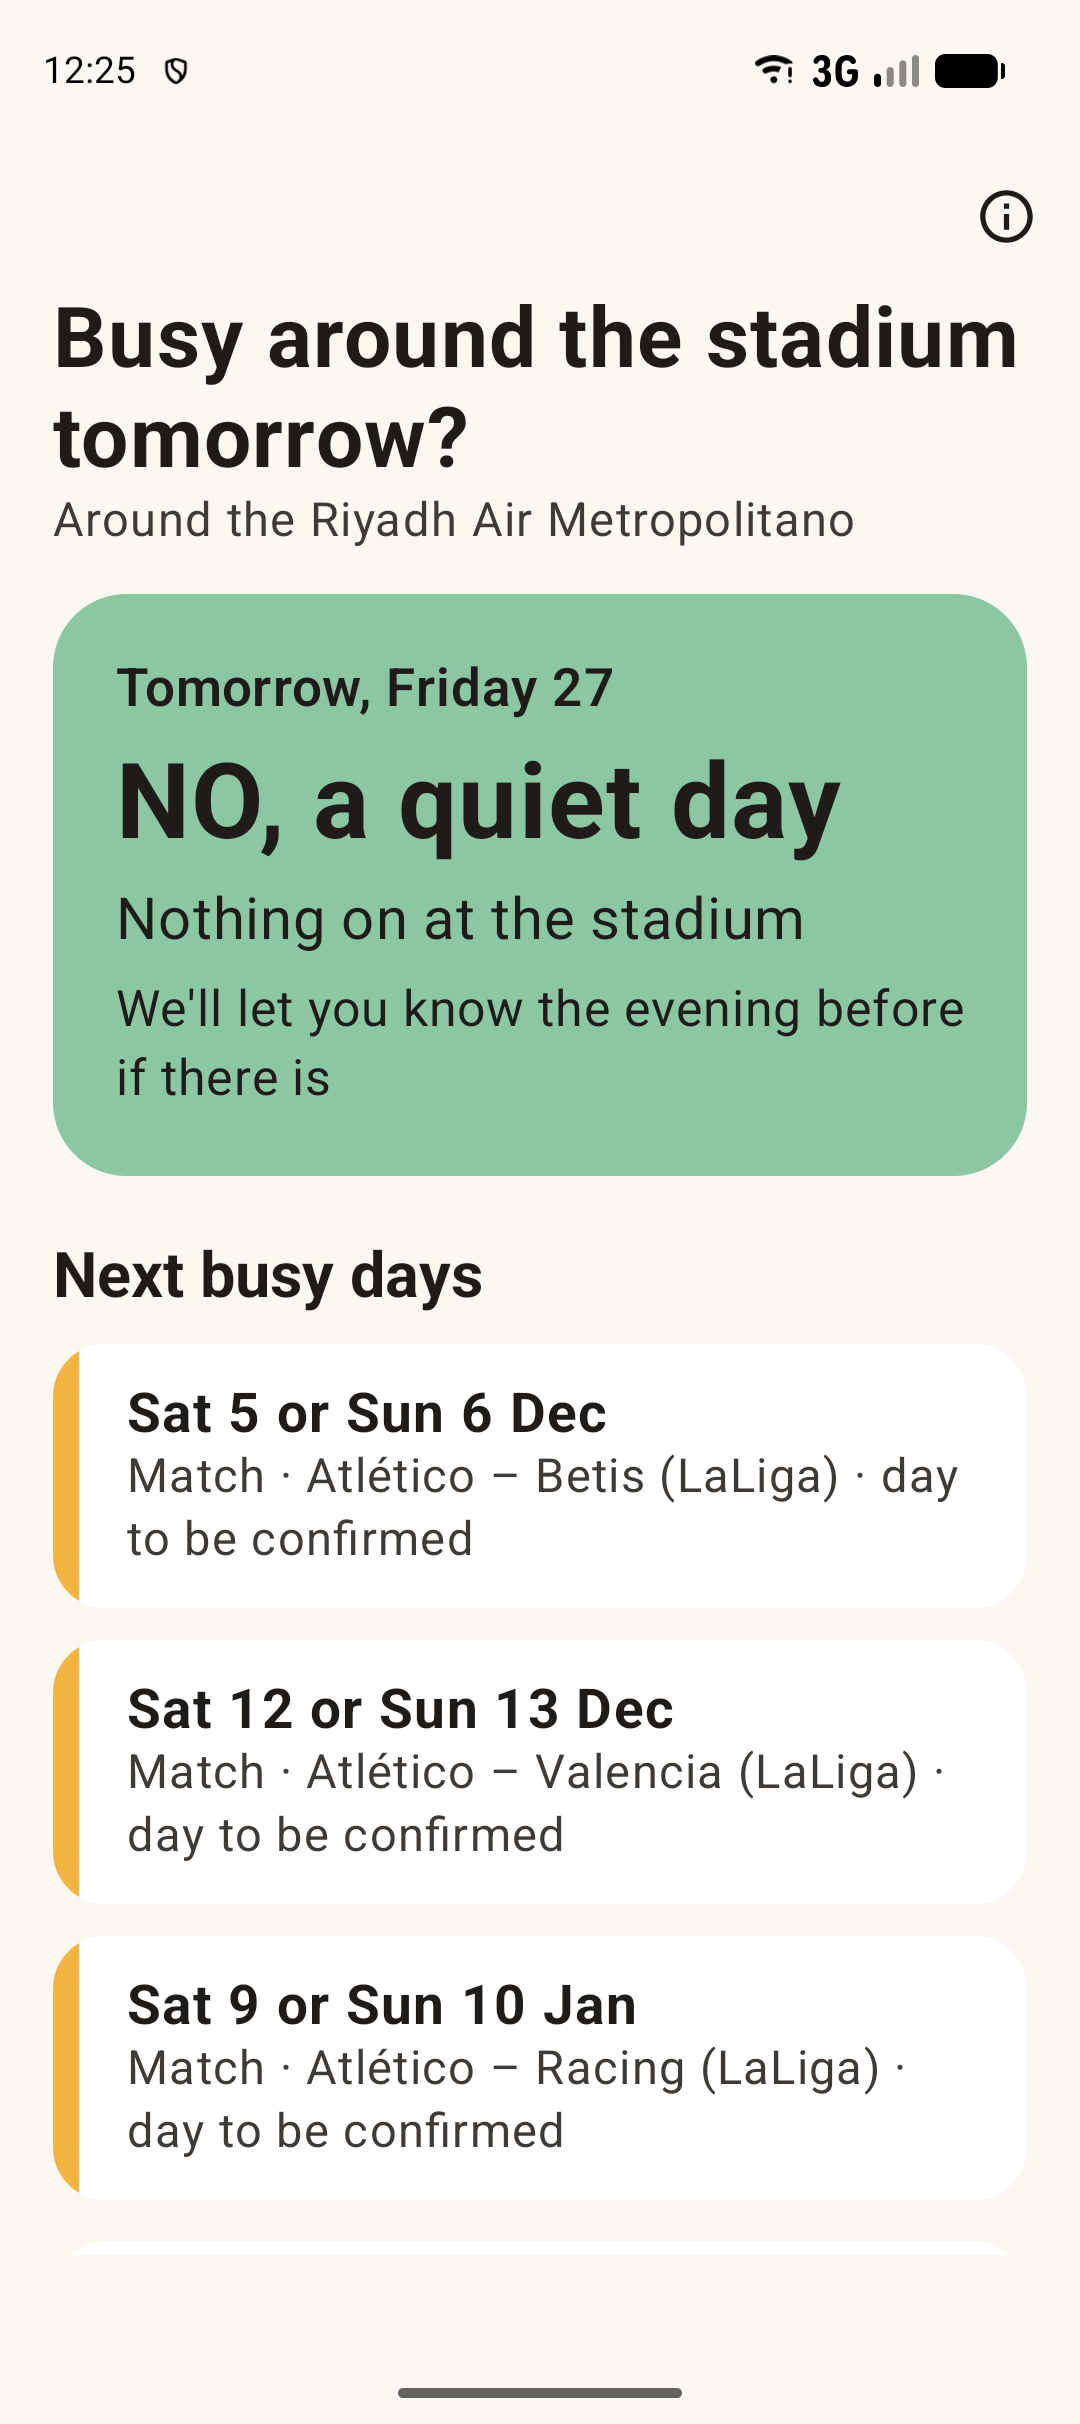 12:25
3G
Busy around the stadium
tomorrow?
Around the Riyadh Air Metropolitano
Tomorrow, Friday 27
NO, a quiet day
Nothing on at the stadium
We'll let you know the evening before
if there is
Next busy days
Sat 5 or Sun 6 Dec
Match · Atlético – Betis (LaLiga) · day
to be confirmed
Sat 12 or Sun 13 Dec
Match · Atlético – Valencia (LaLiga) ·
day to be confirmed
Sat 9 or Sun 10 Jan
Match · Atlético – Racing (LaLiga) ·
day to be confirmed